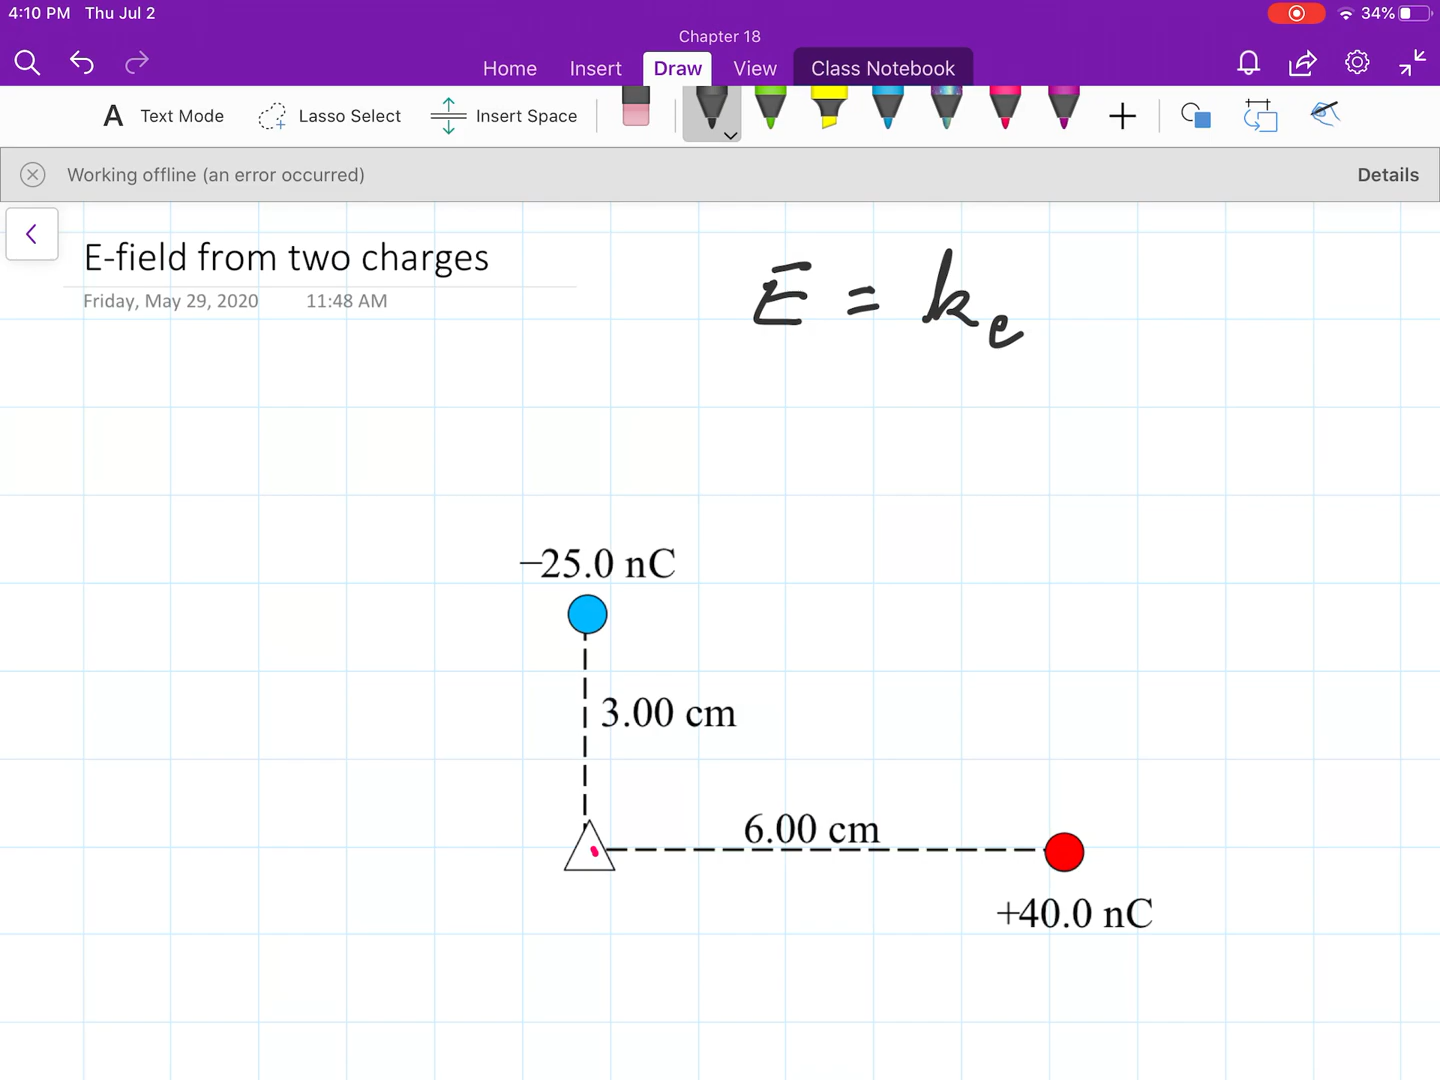 4:10 PM Thu Jul 2
34%
Chapter 18
Home Insert Draw View Class Notebook
A Text Mode Lasso Select Insert Space
Working offline (an error occurred) Details
E-field from two charges
Friday, May 29, 2020 11:48 AM
E = kₑ
−25.0 nC
3.00 cm
6.00 cm
+40.0 nC